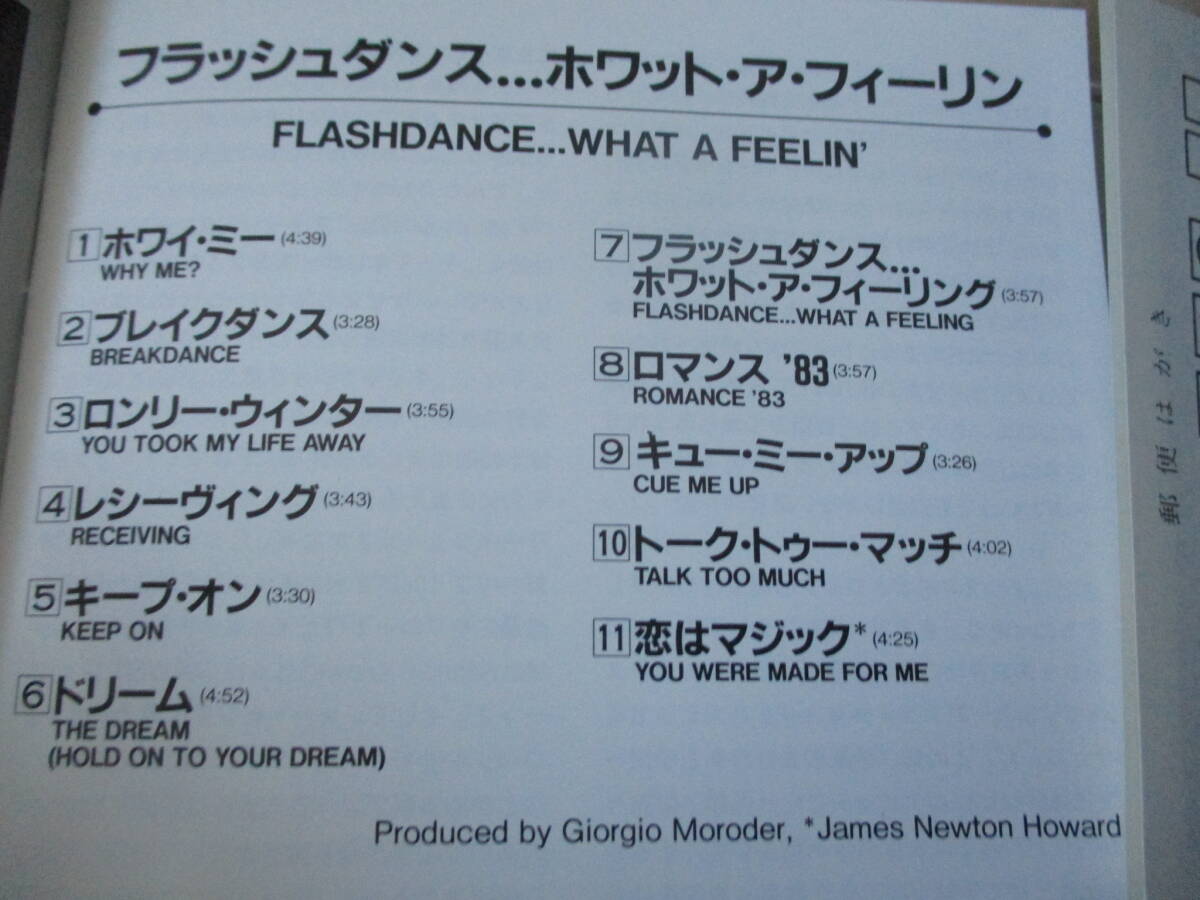 フラッシュダンス...ホワット・ア・フィーリン
FLASHDANCE...WHAT A FEELIN'
1 ホワイ・ミー (4:39)
WHY ME?
2 ブレイクダンス (3:28)
BREAKDANCE
3 ロンリー・ウィンター (3:55)
YOU TOOK MY LIFE AWAY
4 レシーヴィング (3:43)
RECEIVING
5 キープ・オン (3:30)
KEEP ON
6 ドリーム (4:52)
THE DREAM
(HOLD ON TO YOUR DREAM)
7 フラッシュダンス...
ホワット・ア・フィーリング (3:57)
FLASHDANCE...WHAT A FEELING
8 ロマンス '83 (3:57)
ROMANCE '83
9 キュー・ミー・アップ (3:26)
CUE ME UP
10 トーク・トゥー・マッチ (4:02)
TALK TOO MUCH
11 恋はマジック* (4:25)
YOU WERE MADE FOR ME
Produced by Giorgio Moroder, *James Newton Howard
郵便はがき